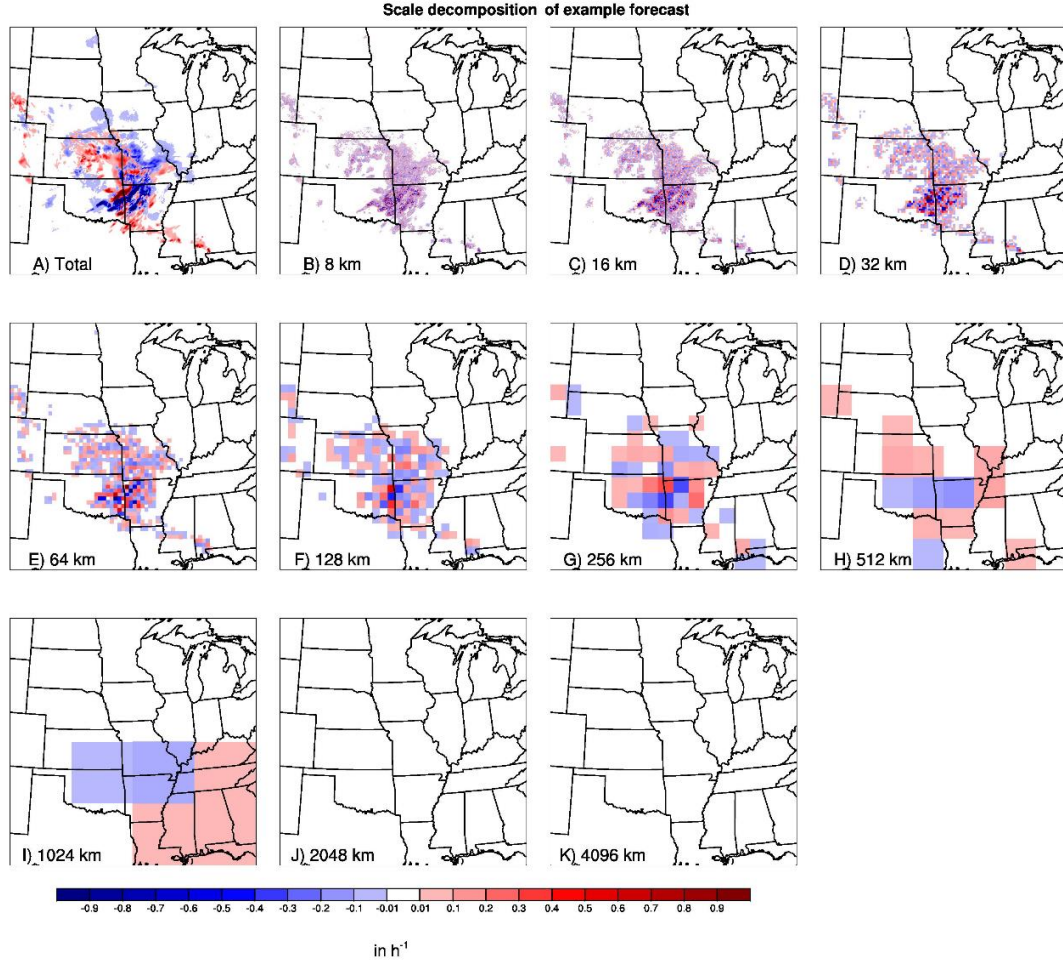 Scale decomposition of example forecast
A) Total
B) 8 km
C) 16 km
D) 32 km
E) 64 km
F) 128 km
G) 256 km
H) 512 km
I) 1024 km
J) 2048 km
K) 4096 km
-0.9 -0.8 -0.7 -0.6 -0.5 -0.4 -0.3 -0.2 -0.1 -0.01 0.01 0.1 0.2 0.3 0.4 0.5 0.6 0.7 0.8 0.9
in h⁻¹